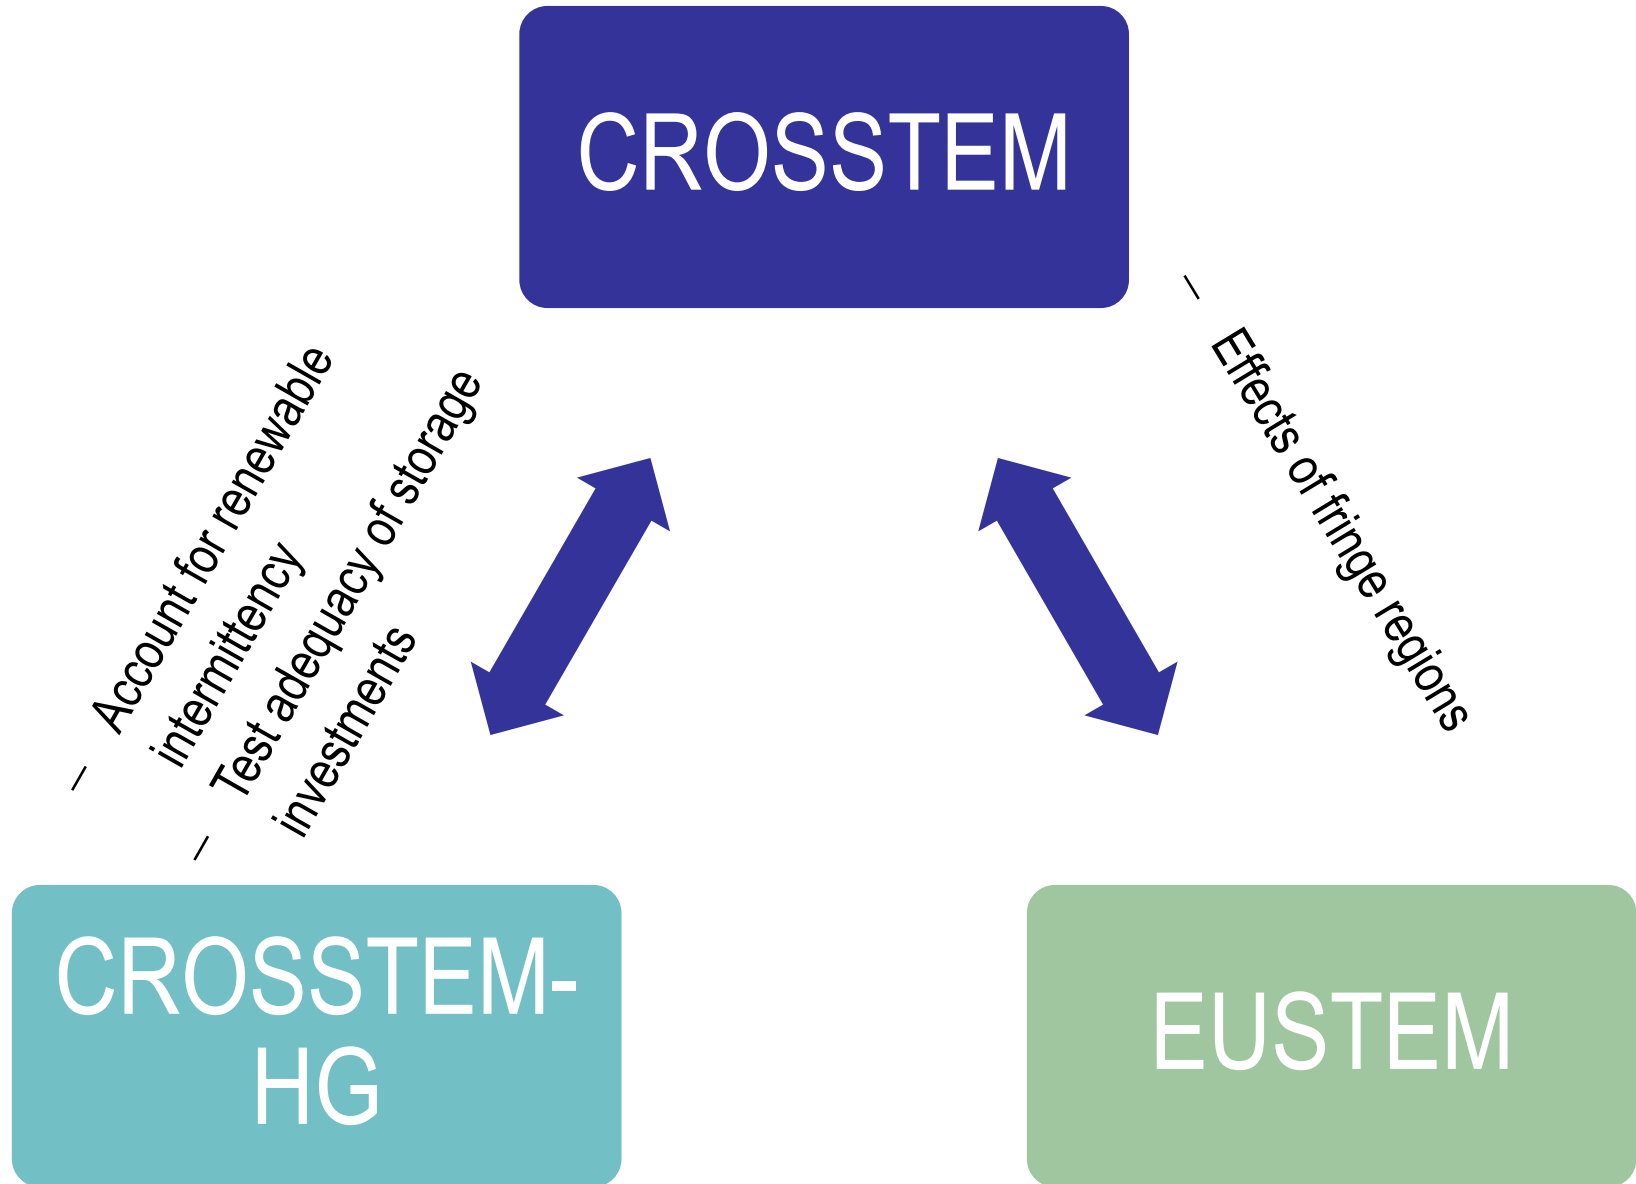 CROSSTEM
– Account for renewable
intermittency
– Test adequacy of storage
investments
– Effects of fringe regions
CROSSTEM-
HG
EUSTEM